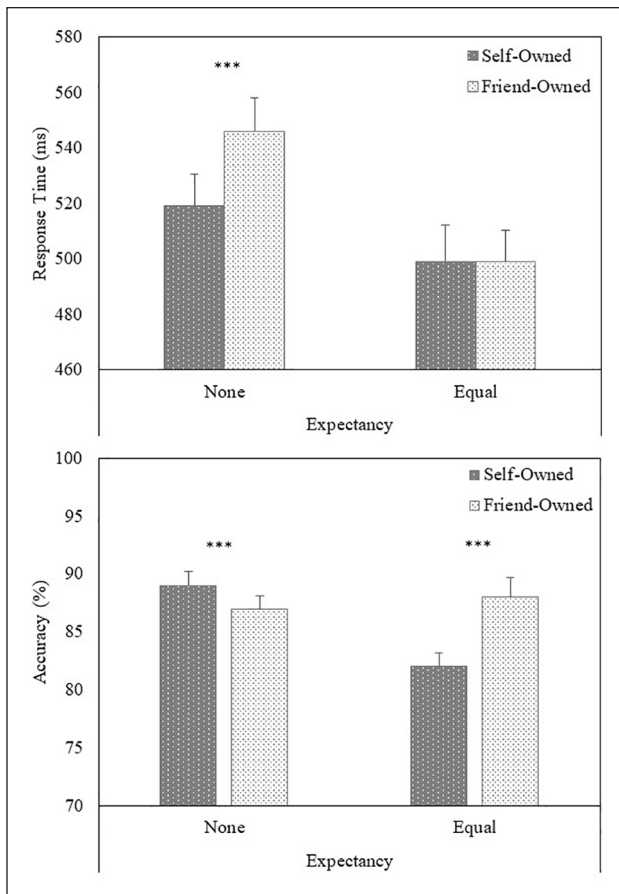 580
Self-Owned
***
560
Friend-Owned
540
520
500
480
460
Response Time (ms)
None
Equal
Expectancy
100
Self-Owned
95
Friend-Owned
***
***
90
85
80
75
70
Accuracy (%)
None
Equal
Expectancy